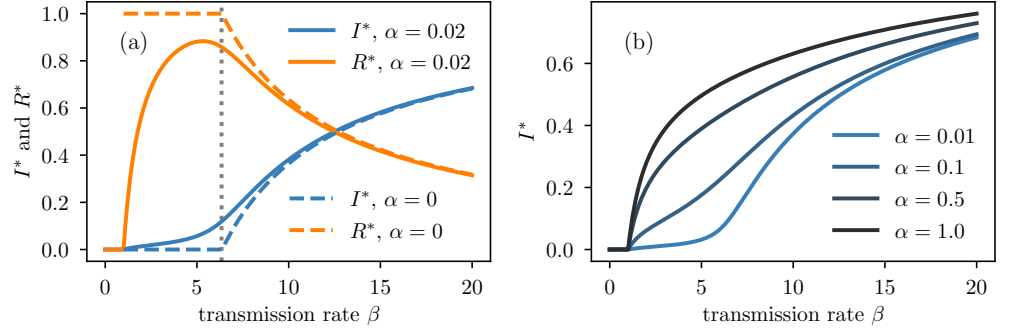 (a)
I*, α = 0.02
R*, α = 0.02
I*, α = 0
R*, α = 0
I* and R*
1.0
0.8
0.6
0.4
0.2
0.0
0 5 10 15 20
transmission rate β
(b)
I*
0.6
0.4
0.2
0.0
α = 0.01
α = 0.1
α = 0.5
α = 1.0
0 5 10 15 20
transmission rate β